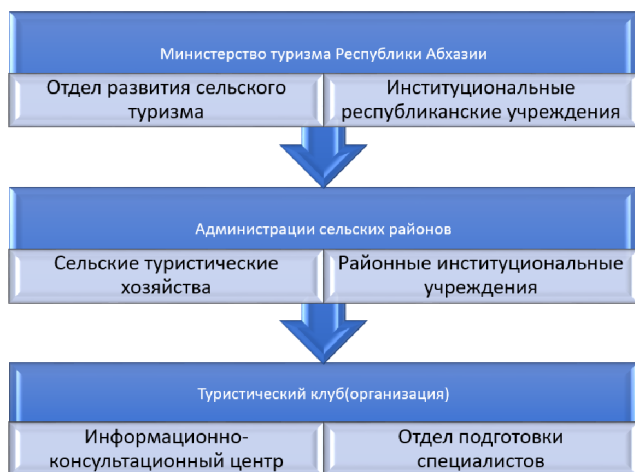 Министерство туризма Республики Абхазии
Отдел развития сельского
туризма
Институциональные
республиканские учреждения
Администрации сельских районов
Сельские туристические
хозяйства
Районные институциональные
учреждения
Туристический клуб(организация)
Информационно-
консультационный центр
Отдел подготовки
специалистов